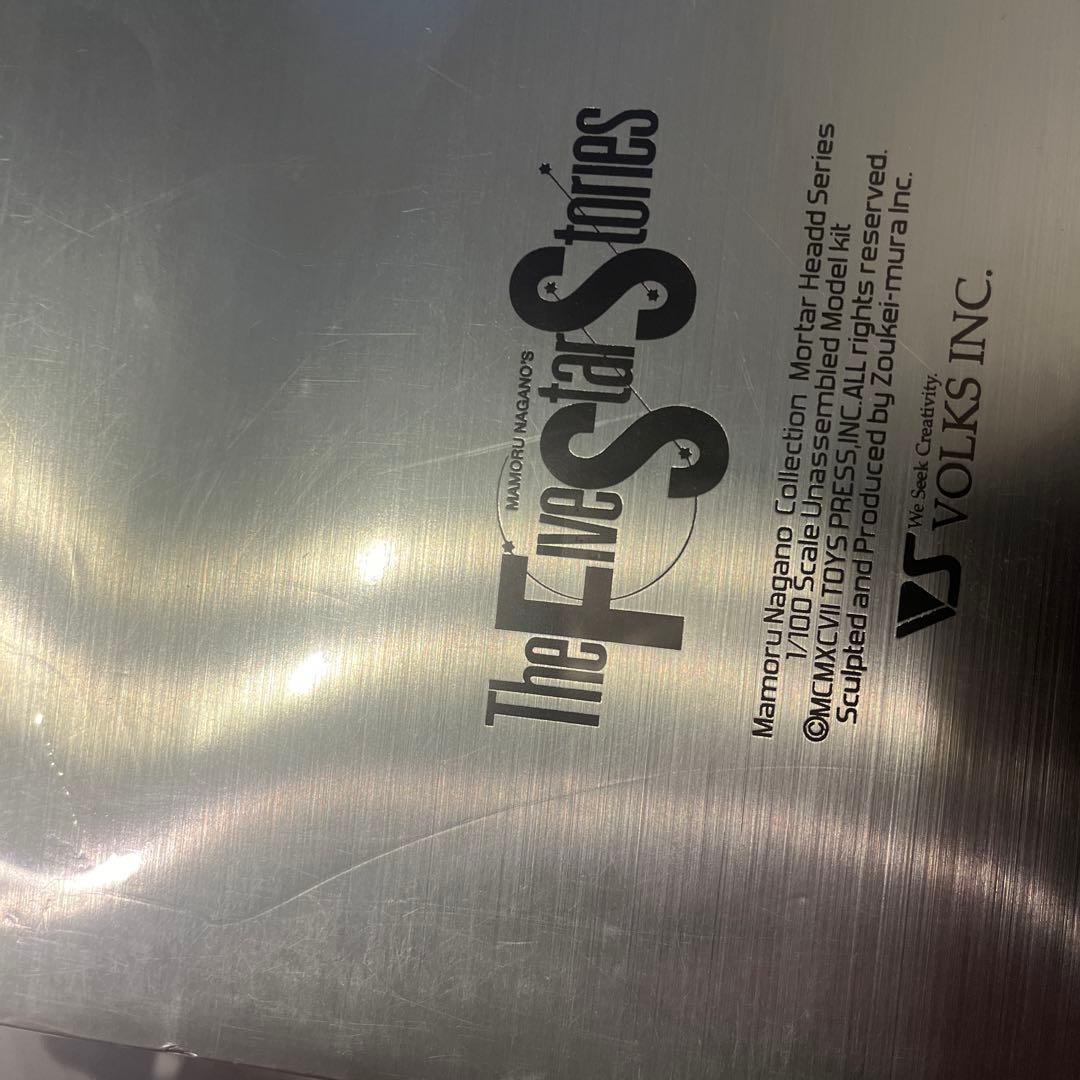 MAMORU NAGANO'S
The Five Star Stories
Mamoru Nagano Collection Mortar Headd Series
1/100 Scale Unassembled Model kit
©MCMXCVII TOYS PRESS,INC.ALL rights reserved.
Sculpted and Produced by Zoukei-mura Inc.
VS We Seek Creativity.
VOLKS INC.